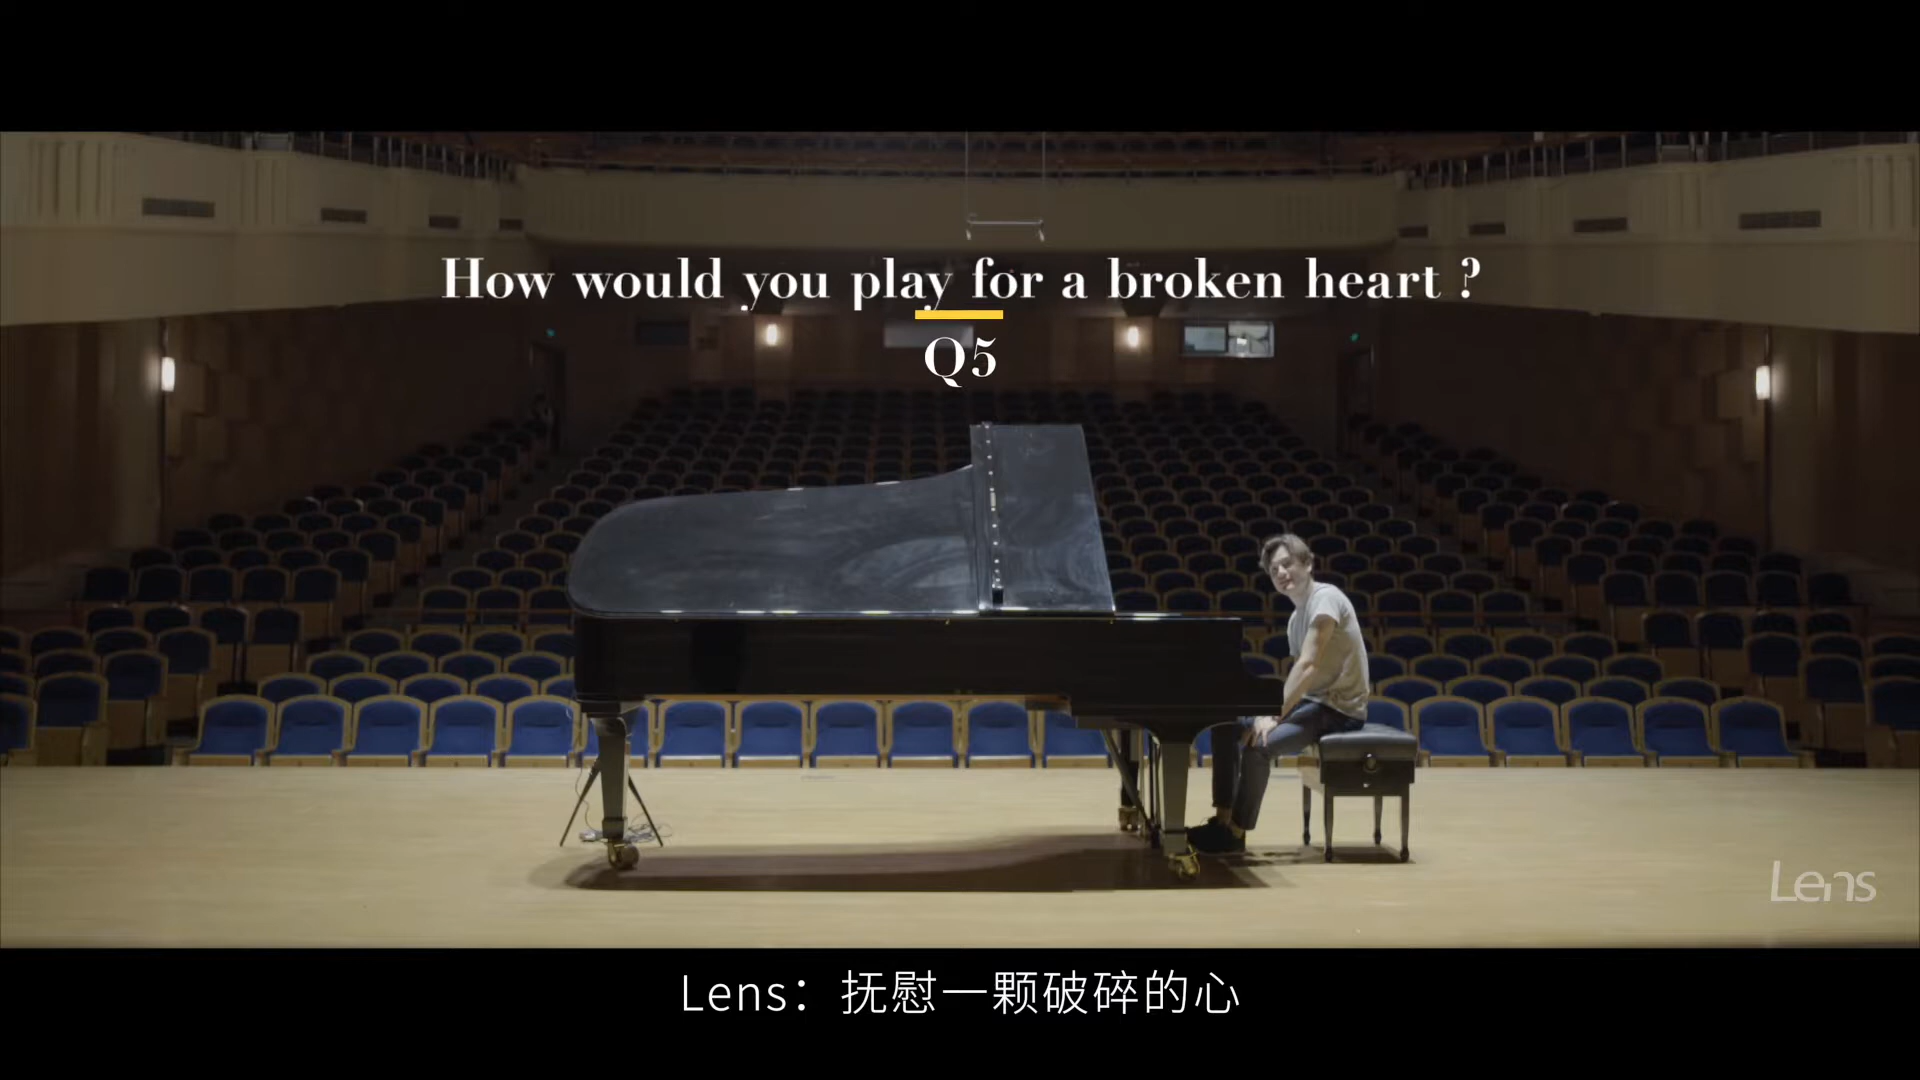 How would you play for a broken heart ?
Q5
Lens
Lens：抚慰一颗破碎的心